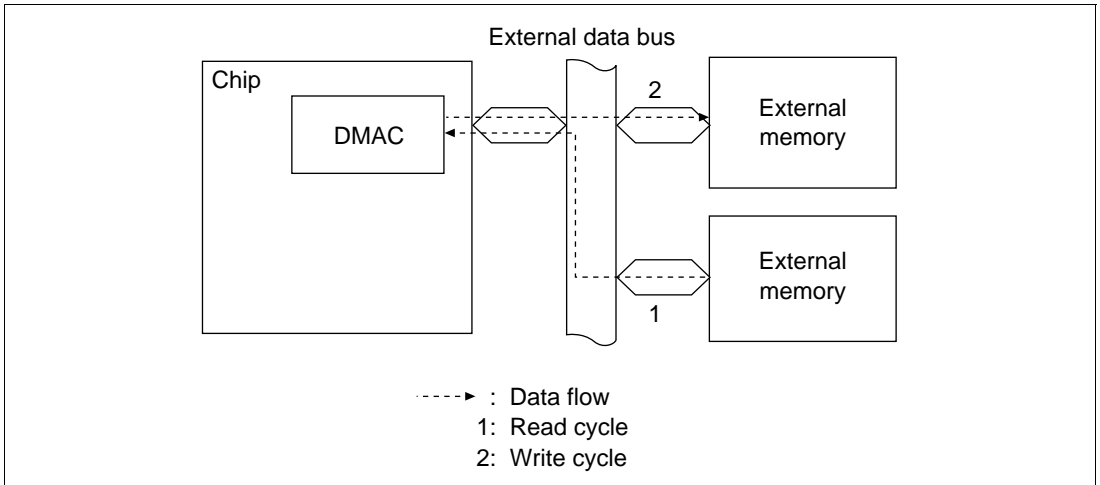 External data bus
Chip
DMAC
2
External
memory
External
memory
1
: Data flow
1: Read cycle
2: Write cycle